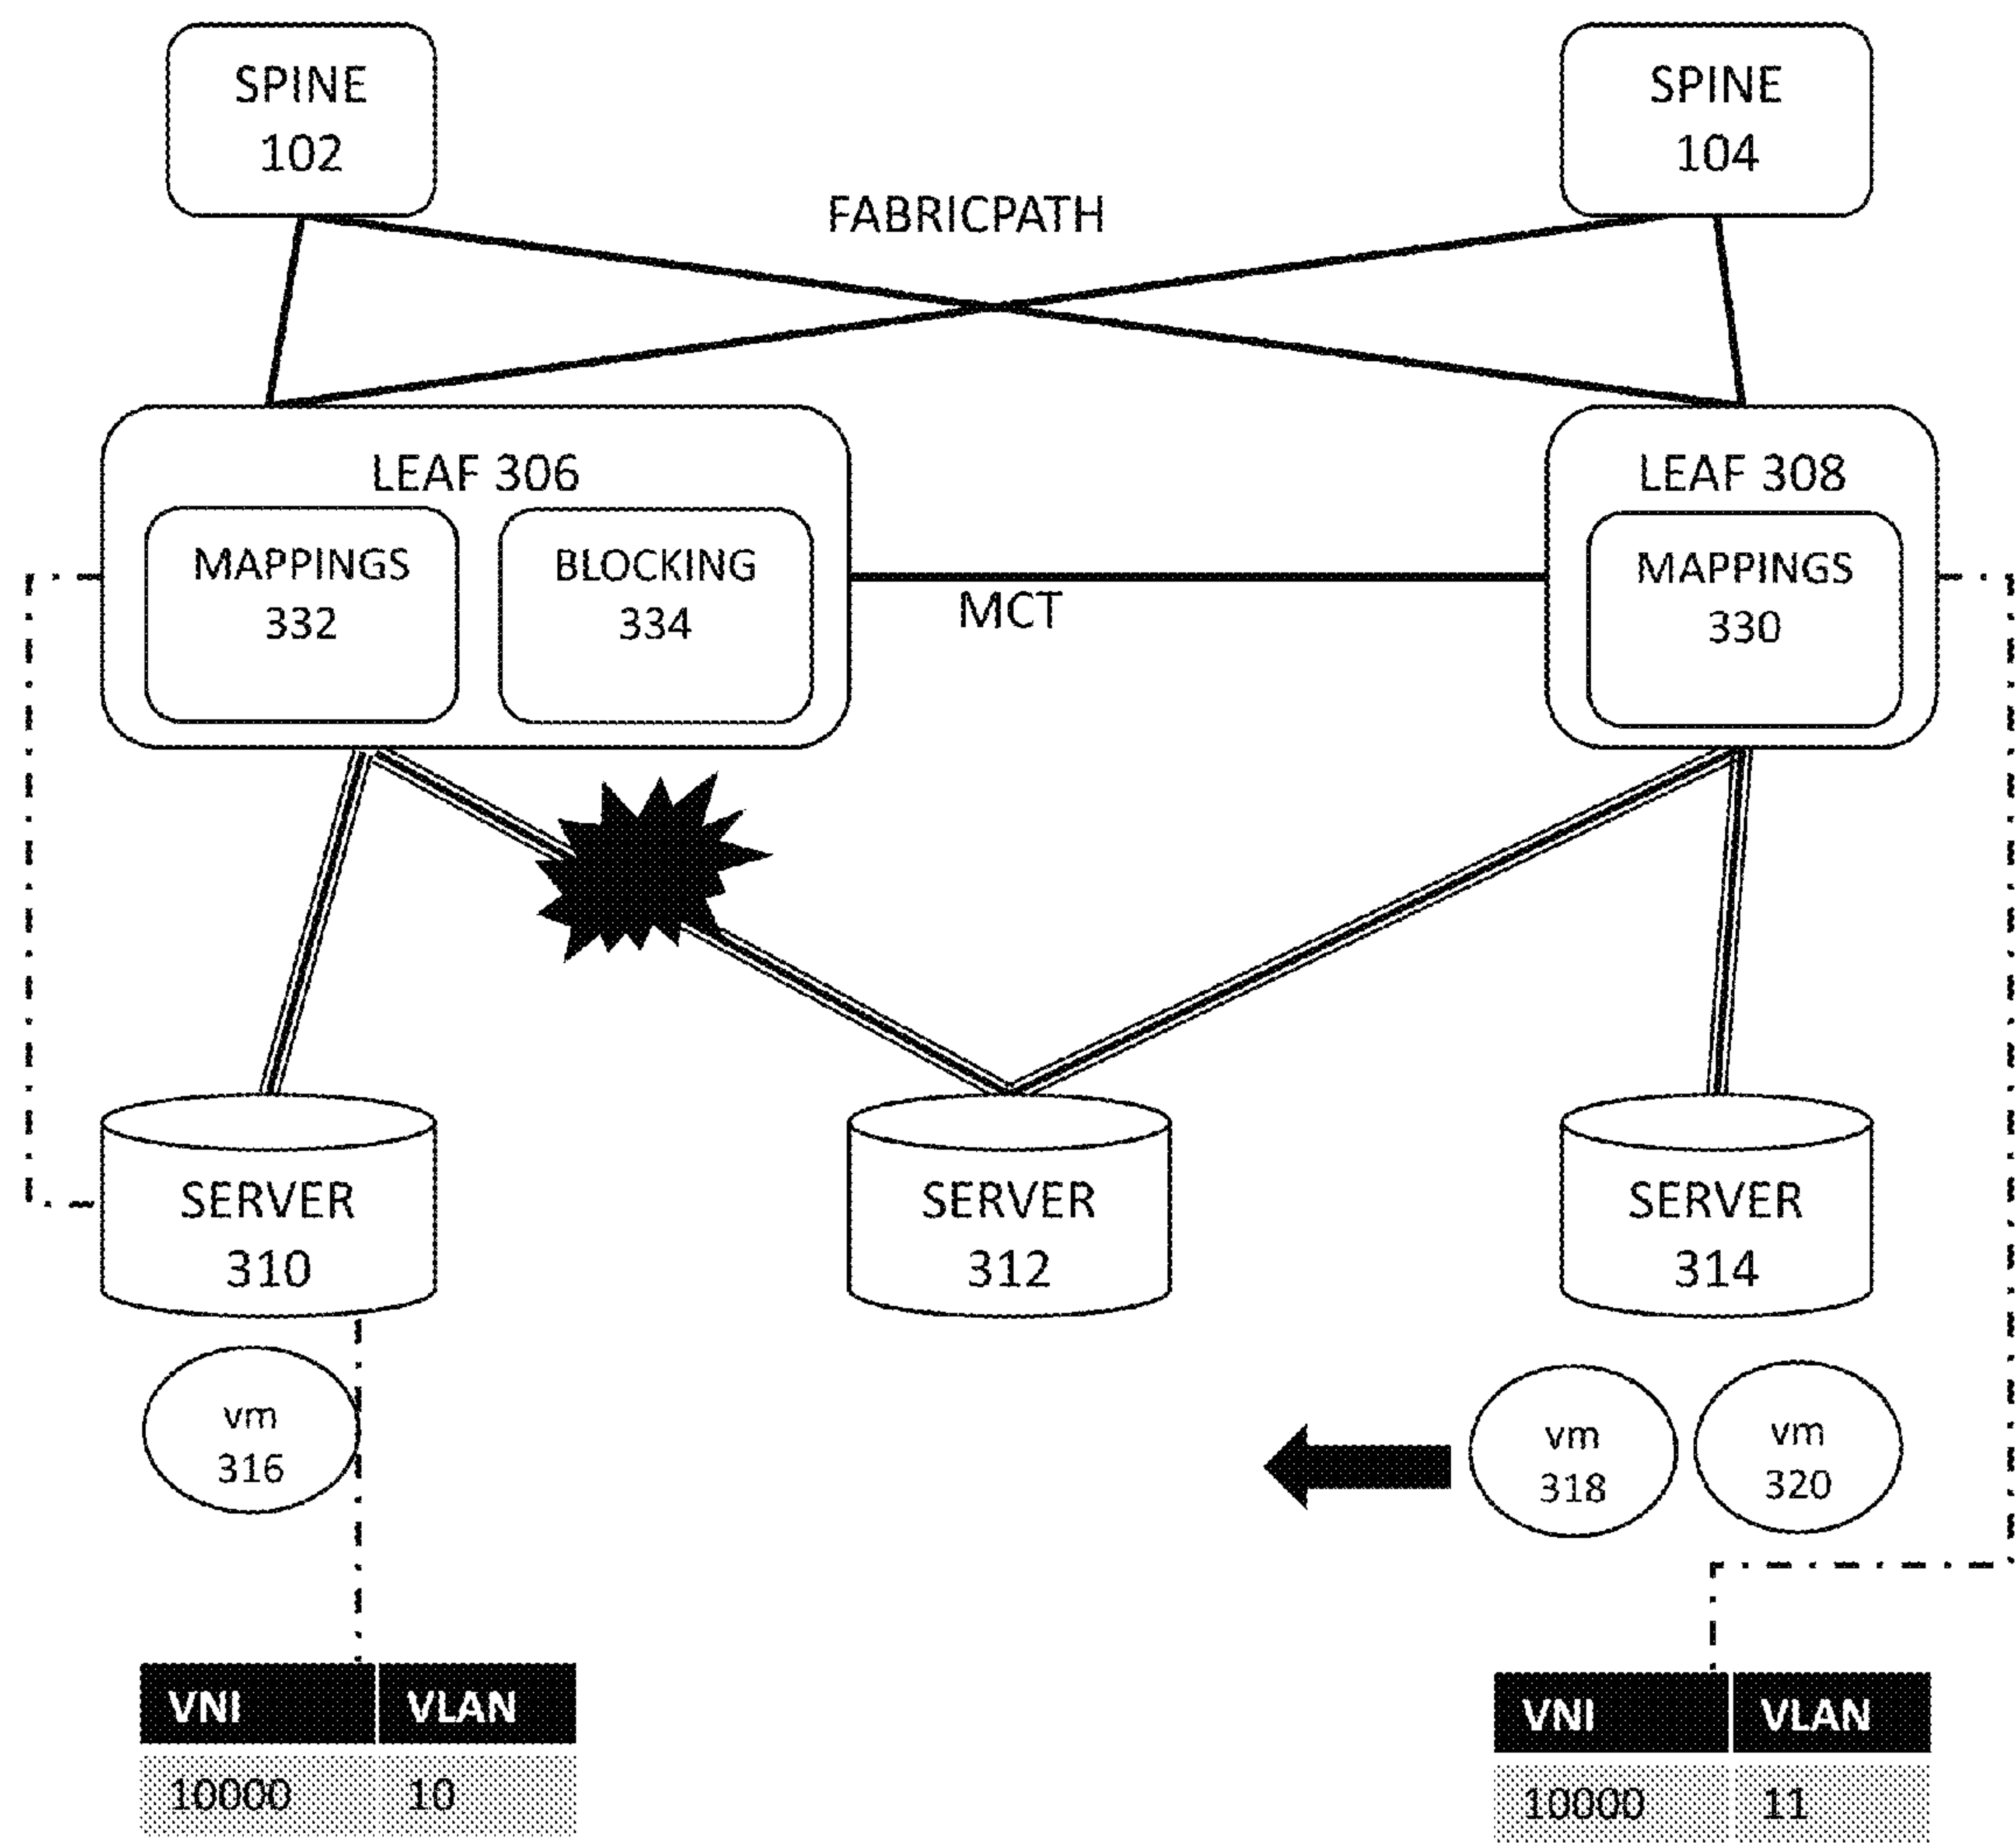 SPINE
102
SPINE
104
FABRICPATH
LEAF 306
MAPPINGS
332
BLOCKING
334
MCT
LEAF 308
MAPPINGS
330
SERVER
310
SERVER
312
SERVER
314
vm
316
vm
318
vm
320
VNI VLAN
10000 10
VNI VLAN
10000 11